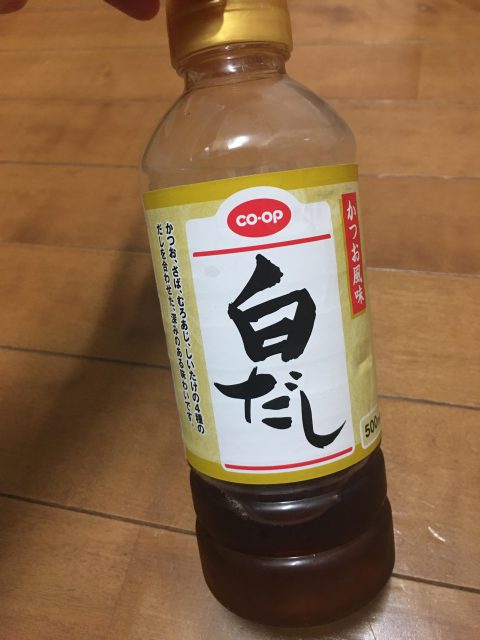 CO·OP
かつお風味
白だし
かつお、さば、むろあじ、しいたけの4種の
だしを合わせた、深みのある味わいです。
500